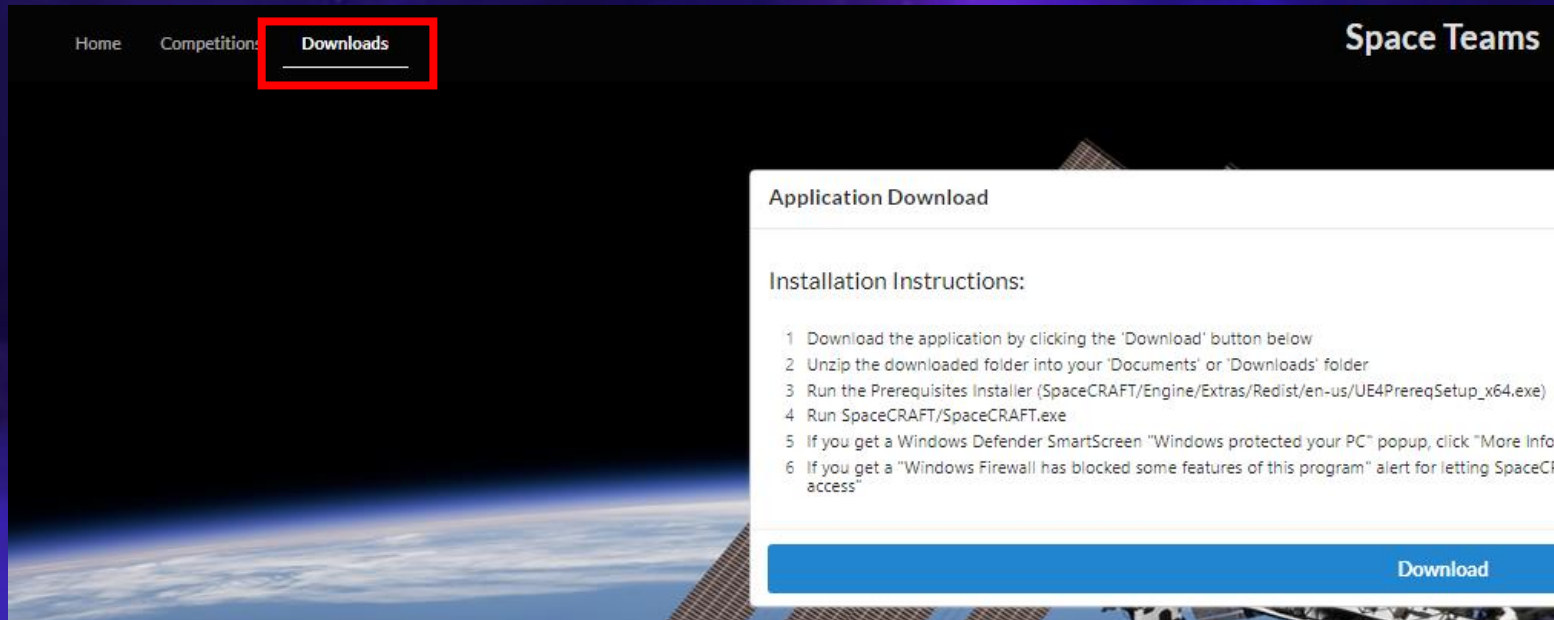 Home Competitions Downloads Space Teams
Application Download
Installation Instructions:
1 Download the application by clicking the 'Download' button below
2 Unzip the downloaded folder into your 'Documents' or 'Downloads' folder
3 Run the Prerequisites Installer (SpaceCRAFT/Engine/Extras/Redist/en-us/UE4PrereqSetup_x64.exe)
4 Run SpaceCRAFT/SpaceCRAFT.exe
5 If you get a Windows Defender SmartScreen "Windows protected your PC" popup, click "More Info
6 If you get a "Windows Firewall has blocked some features of this program" alert for letting SpaceCR
access"
Download